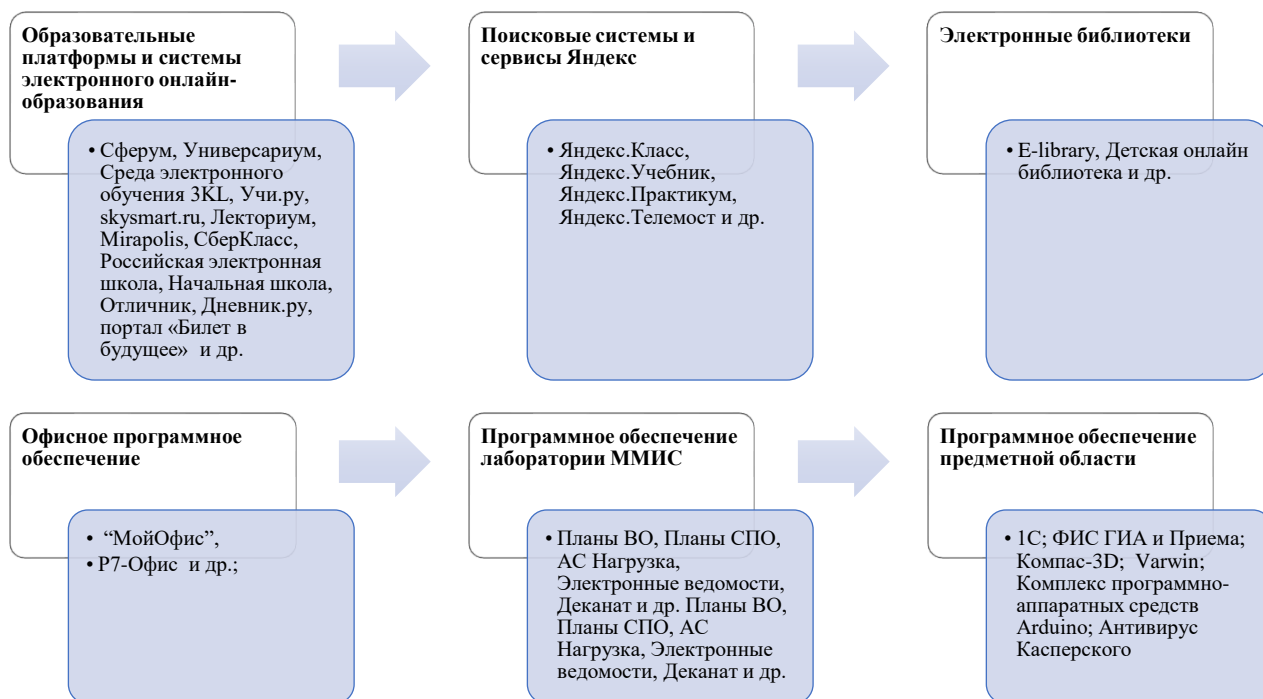 Образовательные
платформы и системы
электронного онлайн-
образования
• Сферум, Универсариум,
Среда электронного
обучения 3KL, Учи.ру,
skysmart.ru, Лекториум,
Mirapolis, СберКласс,
Российская электронная
школа, Начальная школа,
Отличник, Дневник.ру,
портал «Билет в
будущее»  и др.
Поисковые системы и
сервисы Яндекс
• Яндекс.Класс,
Яндекс.Учебник,
Яндекс.Практикум,
Яндекс.Телемост и др.
Электронные библиотеки
• E-library, Детская онлайн
библиотека и др.
Офисное программное
обеспечение
• “МойОфис”,
• Р7-Офис  и др.;
Программное обеспечение
лаборатории ММИС
• Планы ВО, Планы СПО,
АС Нагрузка,
Электронные ведомости,
Деканат и др. Планы ВО,
Планы СПО, АС
Нагрузка, Электронные
ведомости, Деканат и др.
Программное обеспечение
предметной области
• 1С; ФИС ГИА и Приема;
Компас-3D;  Varwin;
Комплекс программно-
аппаратных средств
Arduino; Антивирус
Касперского